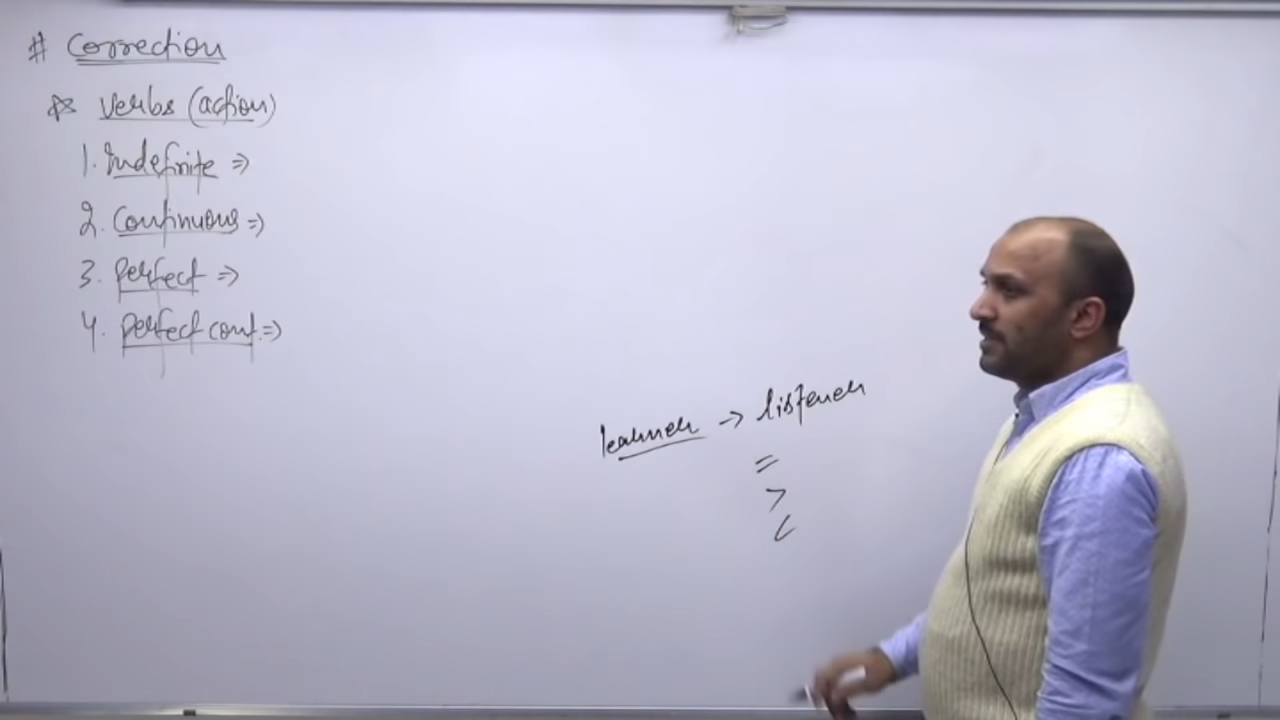 # Correction
☆ verbs (action)
1. Indefinite =>
2. Continuous =>
3. perfect =>
4. perfect cont. =>
learner -> listener
=
>
<